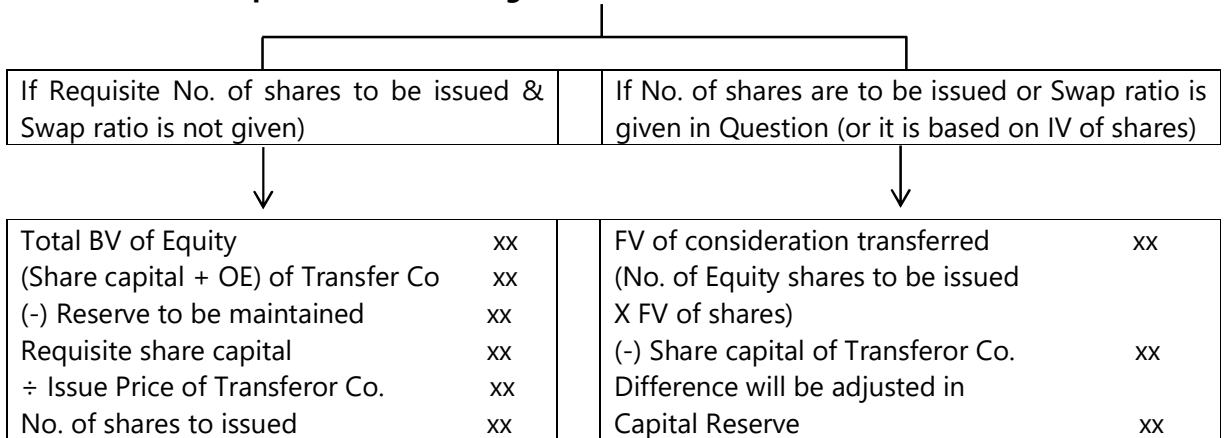 If Requisite No. of shares to be issued &
Swap ratio is not given)
If No. of shares are to be issued or Swap ratio is
given in Question (or it is based on IV of shares)
Total BV of Equity xx
(Share capital + OE) of Transfer Co xx
(-) Reserve to be maintained xx
Requisite share capital xx
÷ Issue Price of Transferor Co. xx
No. of shares to issued xx
FV of consideration transferred xx
(No. of Equity shares to be issued
X FV of shares)
(-) Share capital of Transferor Co. xx
Difference will be adjusted in
Capital Reserve xx